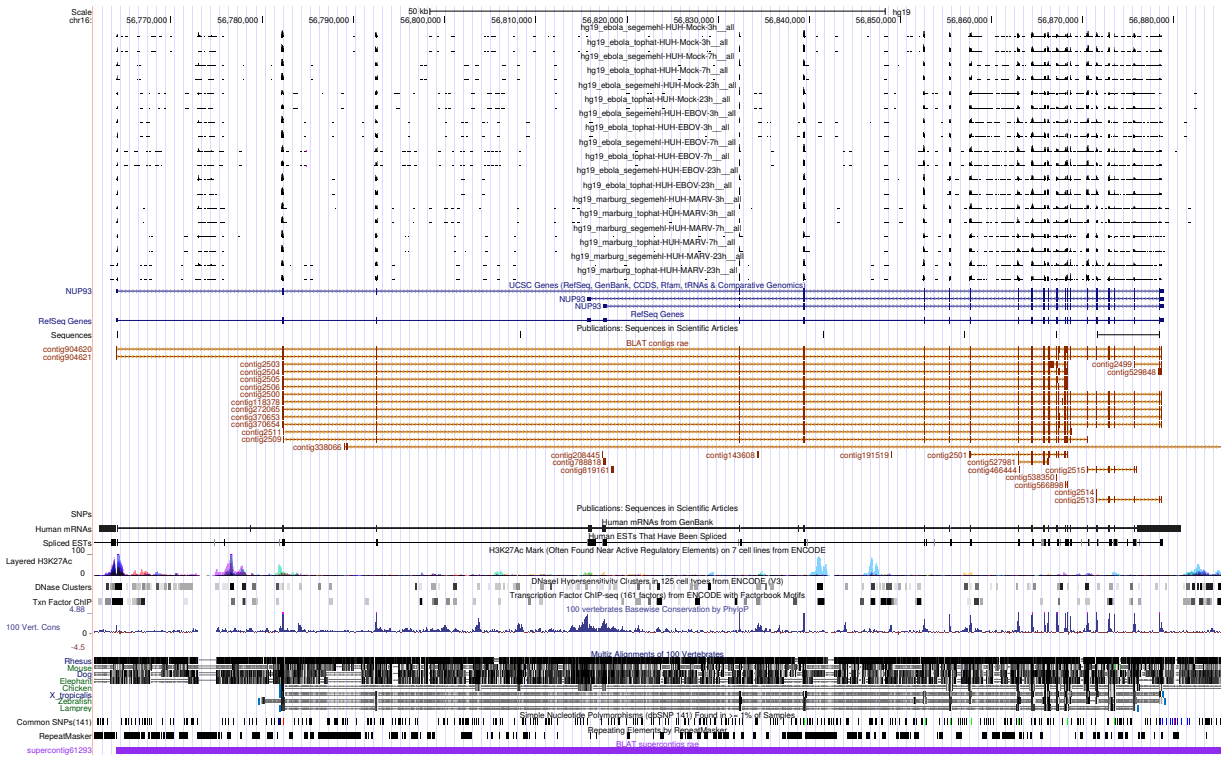 Scale 50 kb hg19
chr16: 56,770,000 56,780,000 56,790,000 56,800,000 56,810,000 56,820,000 56,830,000 56,840,000 56,850,000 56,860,000 56,870,000 56,880,000
hg19_ebola_segemehl-HUH-Mock-3h__all
hg19_ebola_tophat-HUH-Mock-3h__all
hg19_ebola_segemehl-HUH-Mock-7h__all
hg19_ebola_tophat-HUH-Mock-7h__all
hg19_ebola_segemehl-HUH-Mock-23h__all
hg19_ebola_tophat-HUH-Mock-23h__all
hg19_ebola_segemehl-HUH-EBOV-3h__all
hg19_ebola_tophat-HUH-EBOV-3h__all
hg19_ebola_segemehl-HUH-EBOV-7h__all
hg19_ebola_tophat-HUH-EBOV-7h__all
hg19_ebola_segemehl-HUH-EBOV-23h__all
hg19_ebola_tophat-HUH-EBOV-23h__all
hg19_marburg_segemehl-HUH-MARV-3h__all
hg19_marburg_tophat-HUH-MARV-3h__all
hg19_marburg_segemehl-HUH-MARV-7h__all
hg19_marburg_tophat-HUH-MARV-7h__all
hg19_marburg_segemehl-HUH-MARV-23h__all
hg19_marburg_tophat-HUH-MARV-23h__all
UCSC Genes (RefSeq, GenBank, CCDS, Rfam, tRNAs & Comparative Genomics)
NUP93
NUP93
NUP93
RefSeq Genes
RefSeq Genes
Publications: Sequences in Scientific Articles
Sequences
BLAT contigs rae
contig904620
contig904621
contig2503 contig2499
contig2504 contig529848
contig2505
contig2506
contig2500
contig118378
contig272065
contig370653
contig370654
contig2511
contig2509
contig338066
contig208445 contig143608 contig191519 contig2501
contig788818 contig527981
contig819161 contig466444 contig2515
contig538350
contig566898
contig2514
contig2513
Publications: Sequences in Scientific Articles
SNPs
Human mRNAs from GenBank
Human mRNAs
Human ESTs That Have Been Spliced
Spliced ESTs
H3K27Ac Mark (Often Found Near Active Regulatory Elements) on 7 cell lines from ENCODE
100
Layered H3K27Ac
0
DNaseI Hypersensitivity Clusters in 125 cell types from ENCODE (V3)
DNase Clusters
Transcription Factor ChIP-seq (161 factors) from ENCODE with Factorbook Motifs
Txn Factor ChIP
100 vertebrates Basewise Conservation by PhyloP
4.88
100 Vert. Cons
0
-4.5
Multiz Alignments of 100 Vertebrates
Rhesus
Mouse
Dog
Elephant
Chicken
X_tropicalis
Zebrafish
Lamprey
Simple Nucleotide Polymorphisms (dbSNP 141) Found in >= 1% of Samples
Common SNPs(141)
Repeating Elements by RepeatMasker
RepeatMasker
BLAT supercontigs rae
supercontig61293